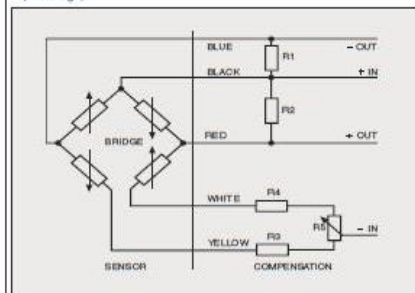 BLUE
- OUT
R1
BLACK
+ IN
R2
BRIDGE
RED
+ OUT
WHITE
R4
R5
- IN
YELLOW
R3
SENSOR
COMPENSATION